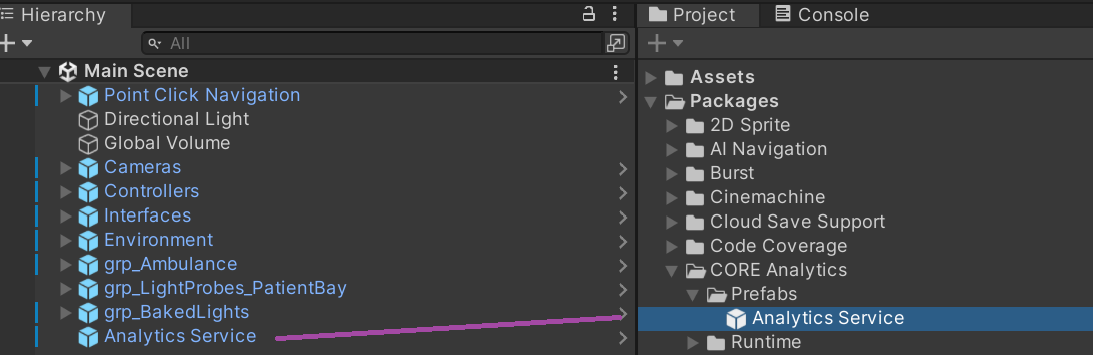 Hierarchy
All
Main Scene
Point Click Navigation
Directional Light
Global Volume
Cameras
Controllers
Interfaces
Environment
grp_Ambulance
grp_LightProbes_PatientBay
grp_BakedLights
Analytics Service
Project
Console
Assets
Packages
2D Sprite
AI Navigation
Burst
Cinemachine
Cloud Save Support
Code Coverage
CORE Analytics
Prefabs
Analytics Service
Runtime